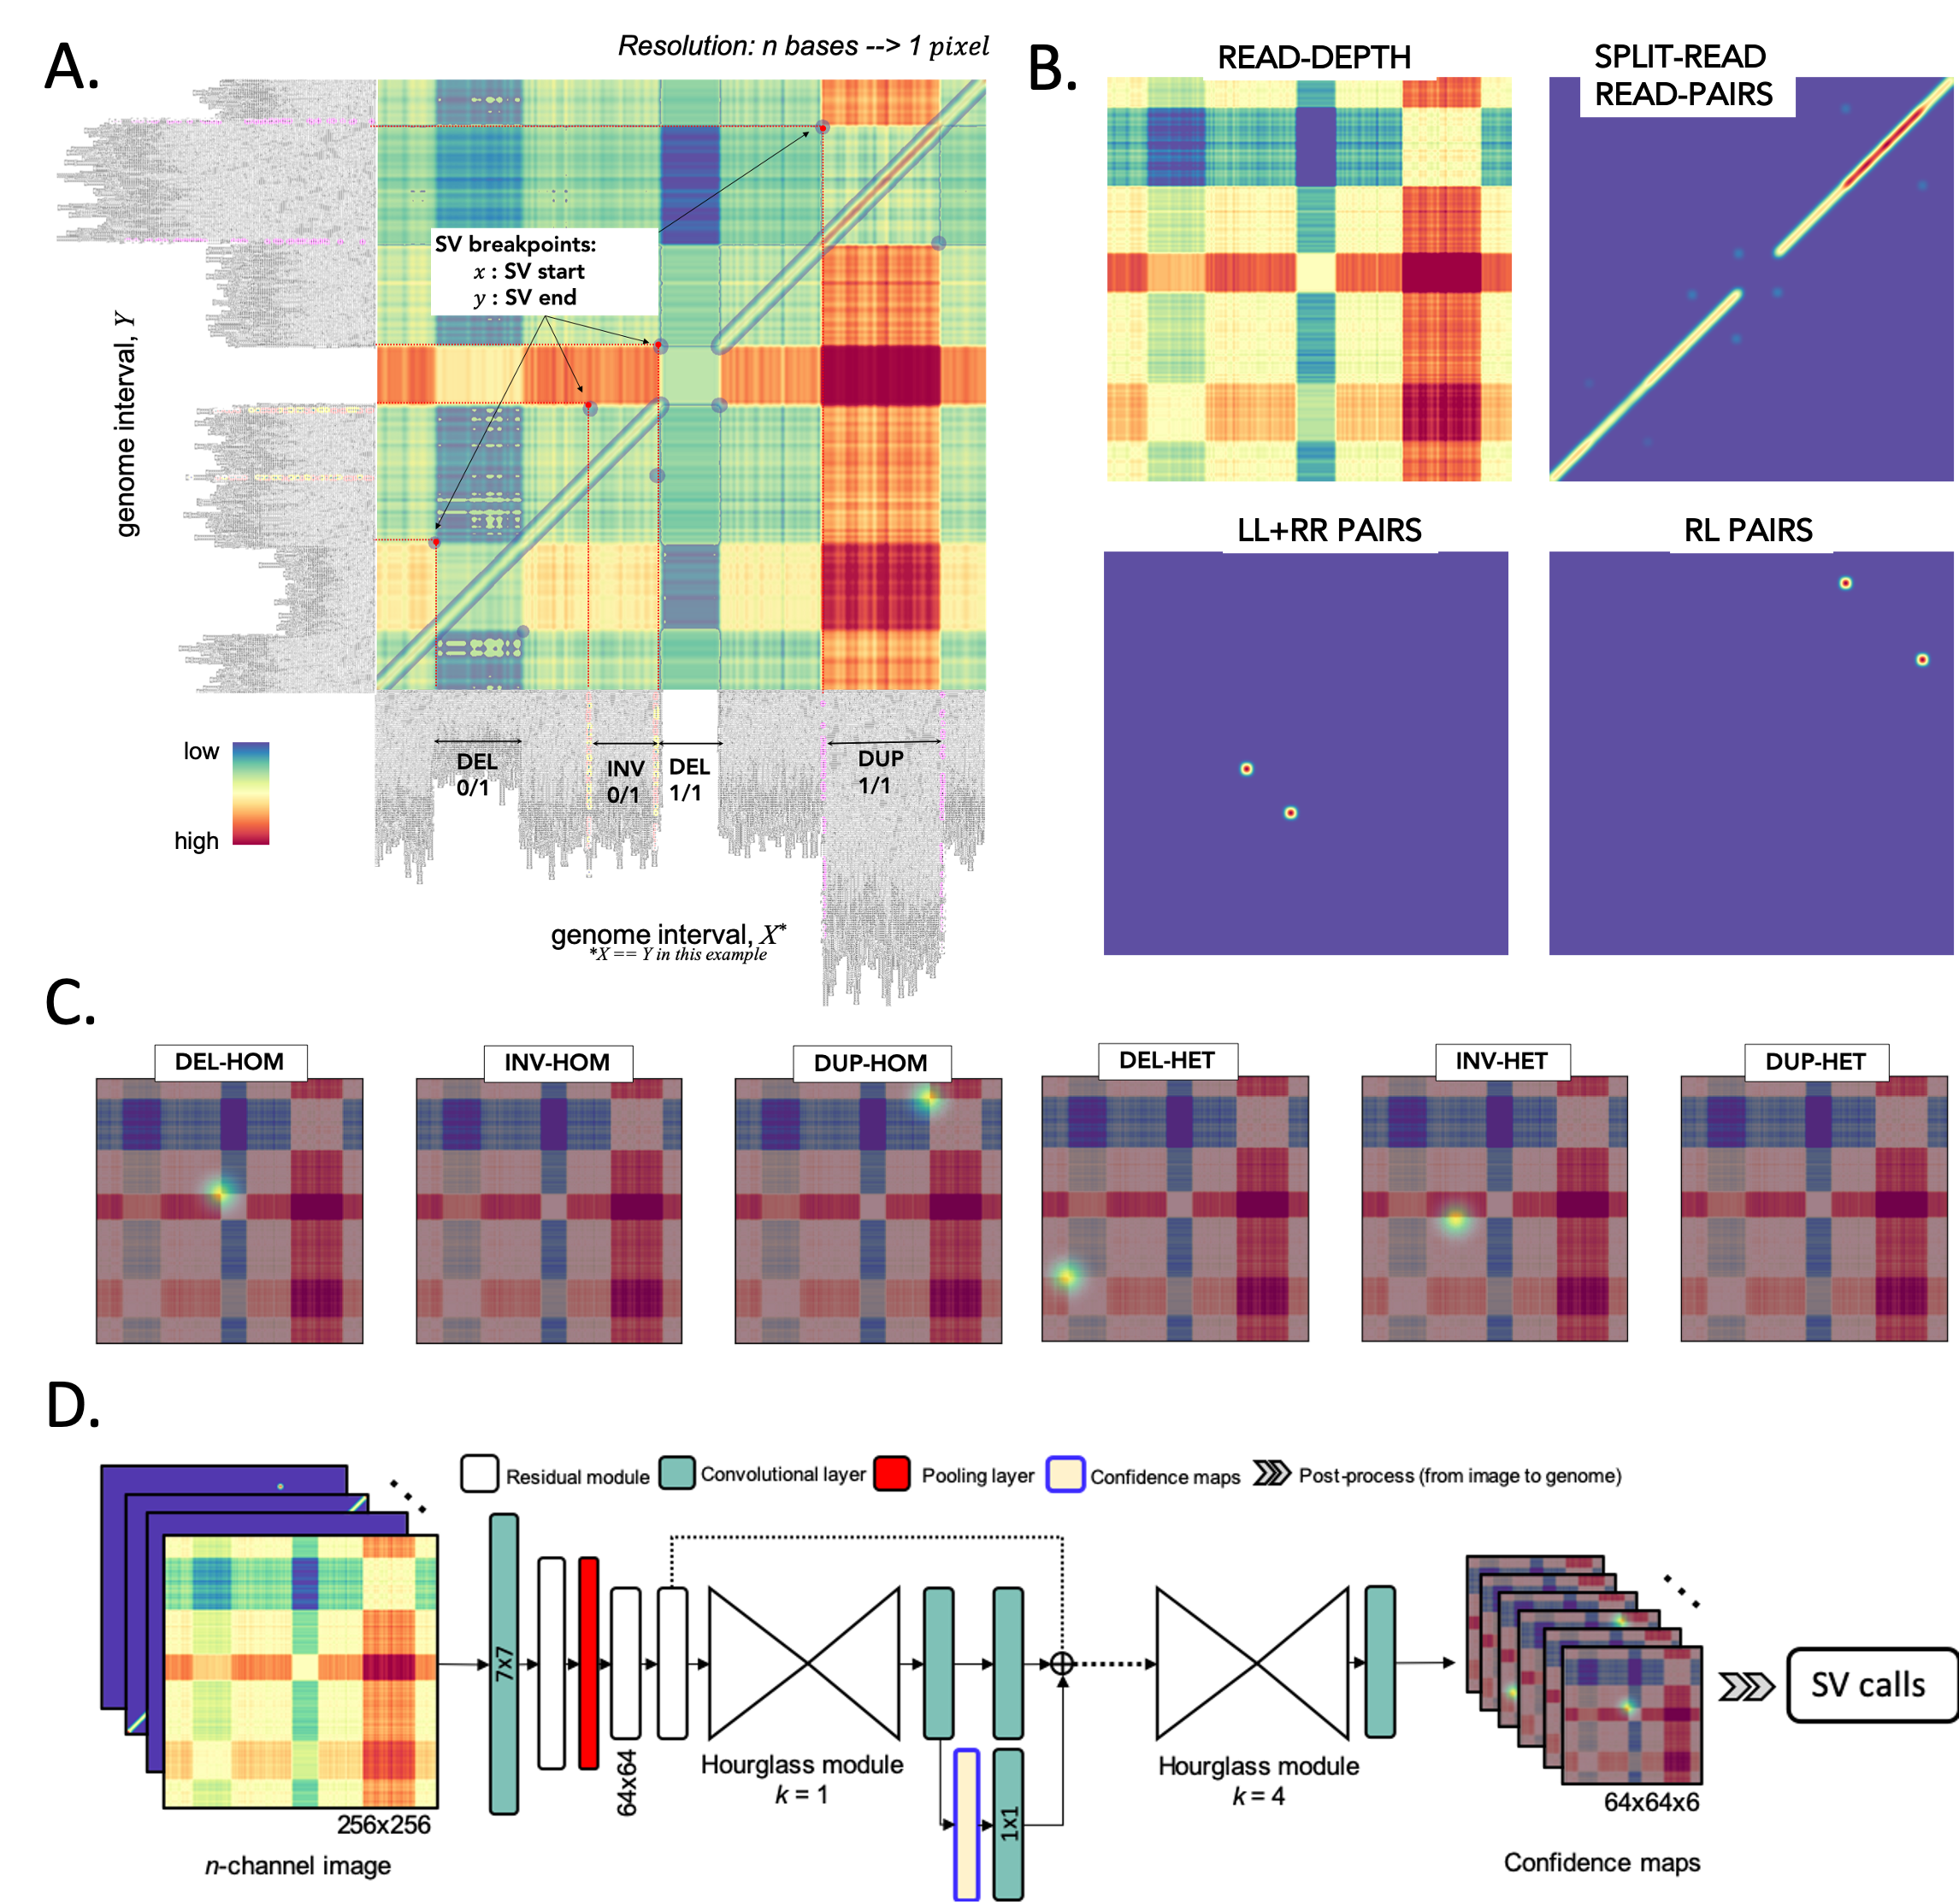 A.
Resolution: n bases --> 1 pixel
SV breakpoints:
x : SV start
y : SV end
genome interval, Y
low
high
DEL
0/1
INV
0/1
DEL
1/1
DUP
1/1
genome interval, X*
*X == Y in this example
B.
READ-DEPTH
SPLIT-READ
READ-PAIRS
LL+RR PAIRS
RL PAIRS
C.
DEL-HOM
INV-HOM
DUP-HOM
DEL-HET
INV-HET
DUP-HET
D.
Residual module
Convolutional layer
Pooling layer
Confidence maps
Post-process (from image to genome)
256x256
n-channel image
7x7
64x64
Hourglass module
k = 1
1x1
Hourglass module
k = 4
64x64x6
Confidence maps
SV calls